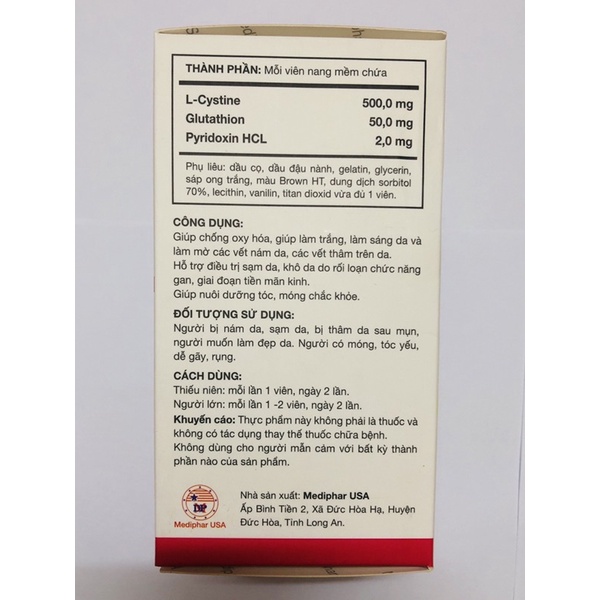 THÀNH PHẦN: Mỗi viên nang mềm chứa
L-Cystine 500,0 mg
Glutathion 50,0 mg
Pyridoxin HCL 2,0 mg
Phụ liệu: dầu cọ, dầu đậu nành, gelatin, glycerin,
sáp ong trắng, màu Brown HT, dung dịch sorbitol
70%, lecithin, vanilin, titan dioxid vừa đủ 1 viên.
CÔNG DỤNG:
Giúp chống oxy hóa, giúp làm trắng, làm sáng da và
làm mờ các vết nám da, các vết thâm trên da.
Hỗ trợ điều trị sạm da, khô da do rối loạn chức năng
gan, giai đoạn tiền mãn kinh.
Giúp nuôi dưỡng tóc, móng chắc khỏe.
ĐỐI TƯỢNG SỬ DỤNG:
Người bị nám da, sạm da, bị thâm da sau mụn,
người muốn làm đẹp da. Người có móng, tóc yếu,
dễ gãy, rụng.
CÁCH DÙNG:
Thiếu niên: mỗi lần 1 viên, ngày 2 lần.
Người lớn: mỗi lần 1 -2 viên, ngày 2 lần.
Khuyến cáo: Thực phẩm này không phải là thuốc và
không có tác dụng thay thế thuốc chữa bệnh.
Không dùng cho người mẫn cảm với bất kỳ thành
phần nào của sản phẩm.
Mediphar USA
Nhà sản xuất: Mediphar USA
Ấp Bình Tiền 2, Xã Đức Hòa Hạ, Huyện
Đức Hòa, Tỉnh Long An.